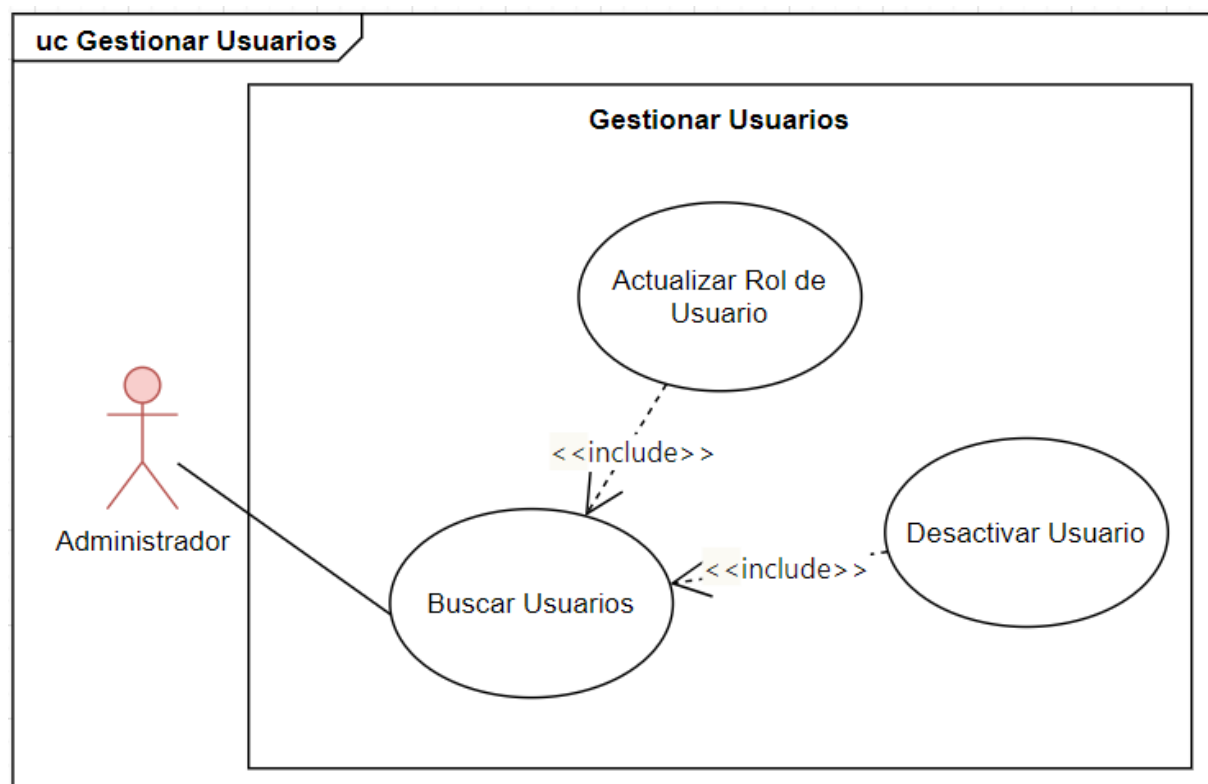 uc Gestionar Usuarios
Gestionar Usuarios
Actualizar Rol de
Usuario
<<include>>
Administrador
Desactivar Usuario
<<include>>
Buscar Usuarios